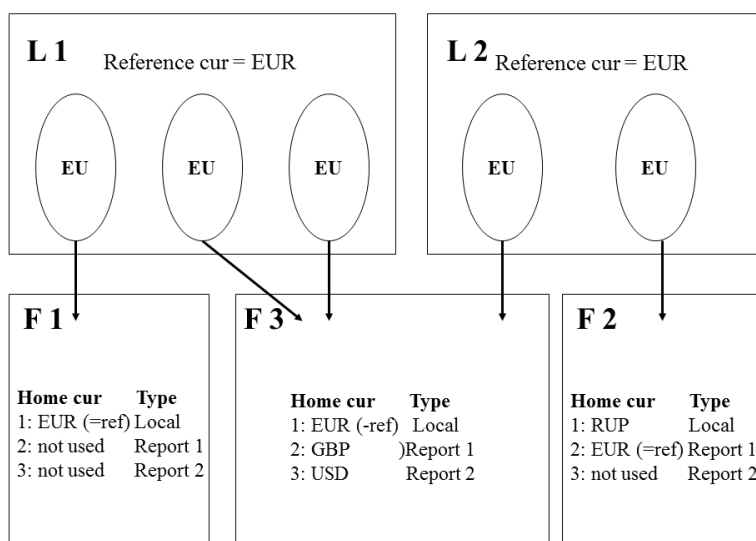 L 1
Reference cur = EUR
EU
EU
EU
L 2
Reference cur = EUR
EU
EU
F 1
Home cur Type
1: EUR (=ref) Local
2: not used Report 1
3: not used Report 2
F 3
Home cur Type
1: EUR (-ref) Local
2: GBP )Report 1
3: USD Report 2
F 2
Home cur Type
1: RUP Local
2: EUR (=ref) Report 1
3: not used Report 2